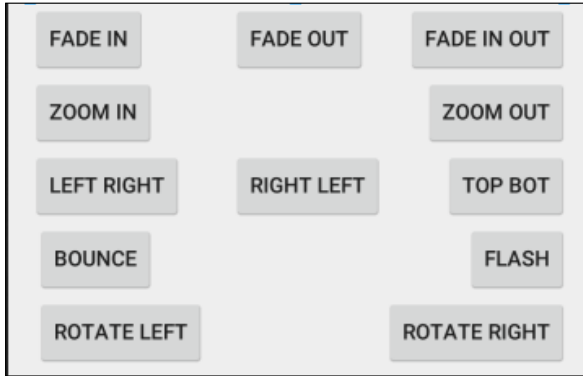 FADE IN FADE OUT FADE IN OUT
ZOOM IN ZOOM OUT
LEFT RIGHT RIGHT LEFT TOP BOT
BOUNCE FLASH
ROTATE LEFT ROTATE RIGHT